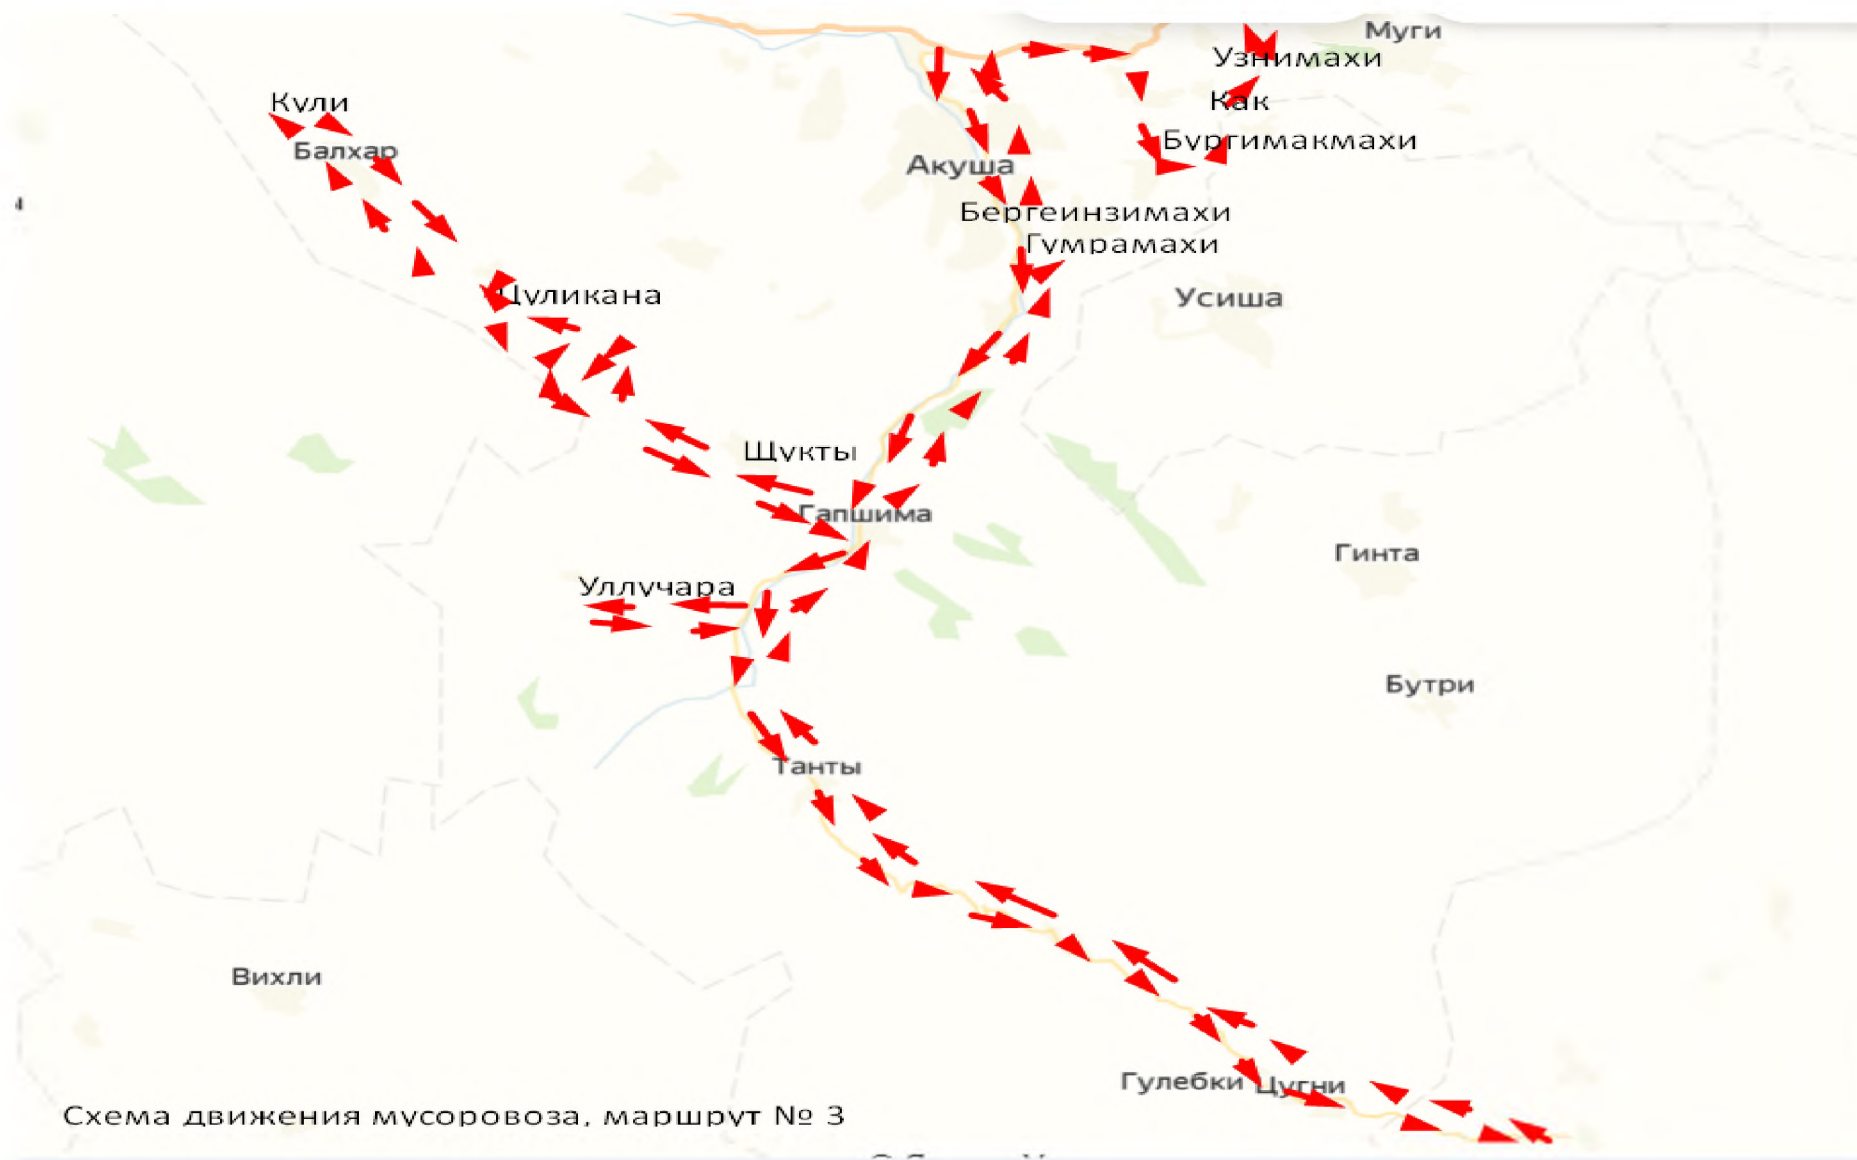 Муги
Узнимахи
Кули
Как
Бургимакмахи
Балхар
Акуша
Бергеинзимахи
Гумрамахи
Цуликана
Усиша
Щукты
Гапшима
Гинта
Уллучара
Бутри
Танты
Вихли
Гулебки Цугни
Схема движения мусоровоза, маршрут № 3